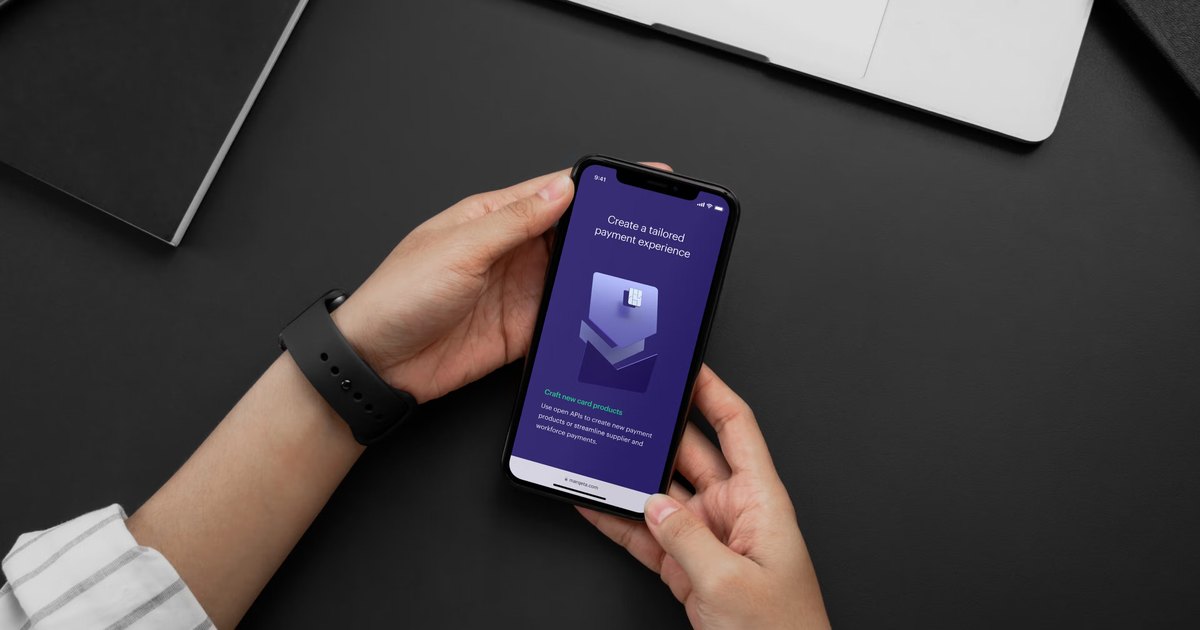 9:41
Create a tailored
payment experience
Craft new card products
Use open APIs to create new payment
products or streamline supplier and
workforce payments.
marqeta.com